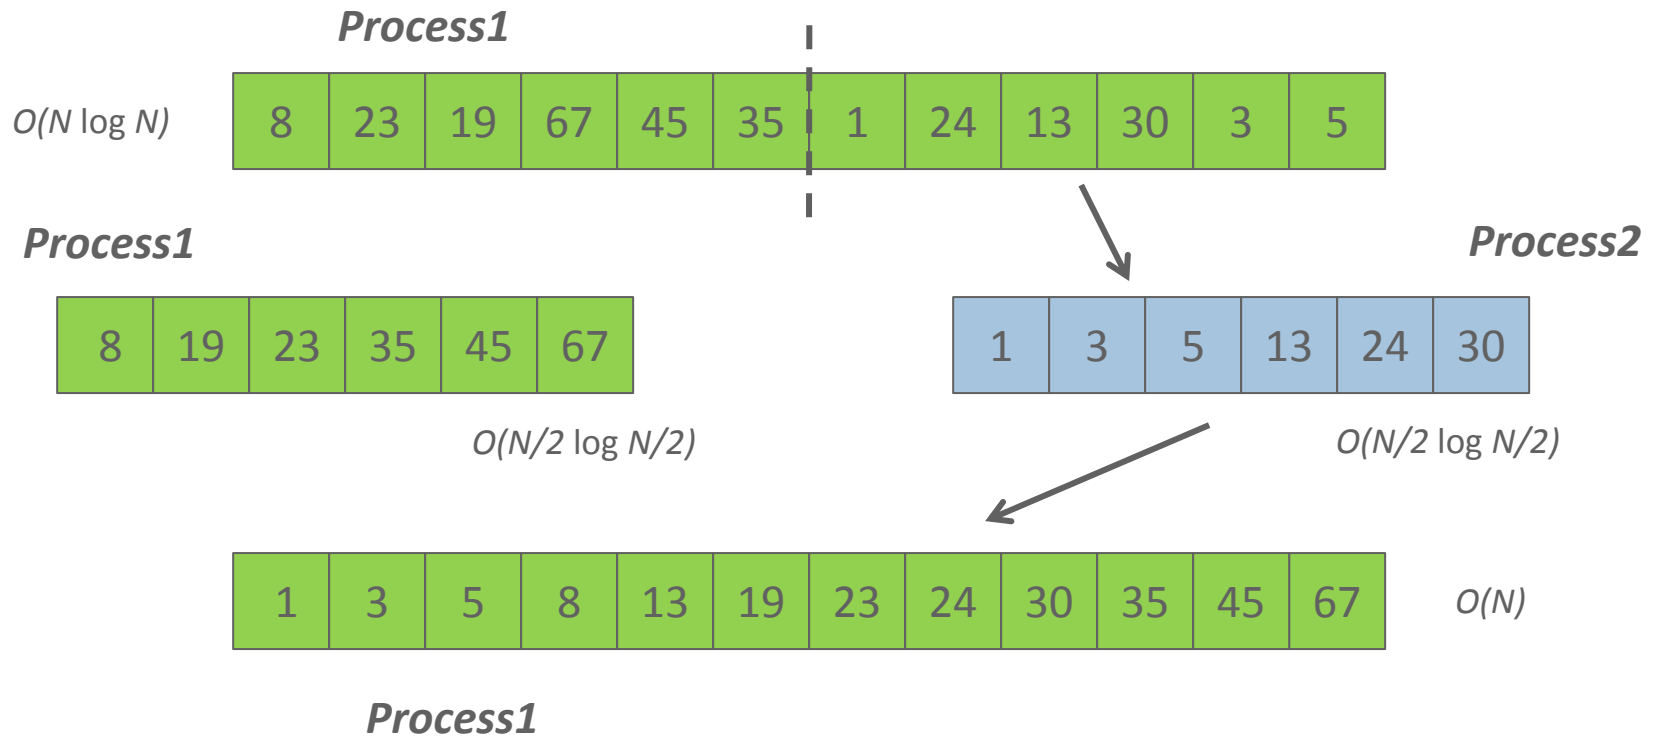 Process1
O(N log N) 8 23 19 67 45 35 1 24 13 30 3 5
Process1 Process2
8 19 23 35 45 67 1 3 5 13 24 30
O(N/2 log N/2) O(N/2 log N/2)
1 3 5 8 13 19 23 24 30 35 45 67 O(N)
Process1